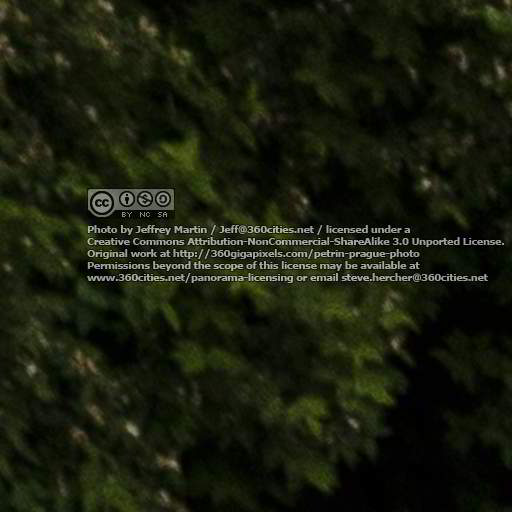 cc
BY NC SA
Photo by Jeffrey Martin / Jeff@360cities.net / licensed under a
Creative Commons Attribution-NonCommercial-ShareAlike 3.0 Unported License.
Original work at http://360gigapixels.com/petrin-prague-photo
Permissions beyond the scope of this license may be available at
www.360cities.net/panorama-licensing or email steve.hercher@360cities.net